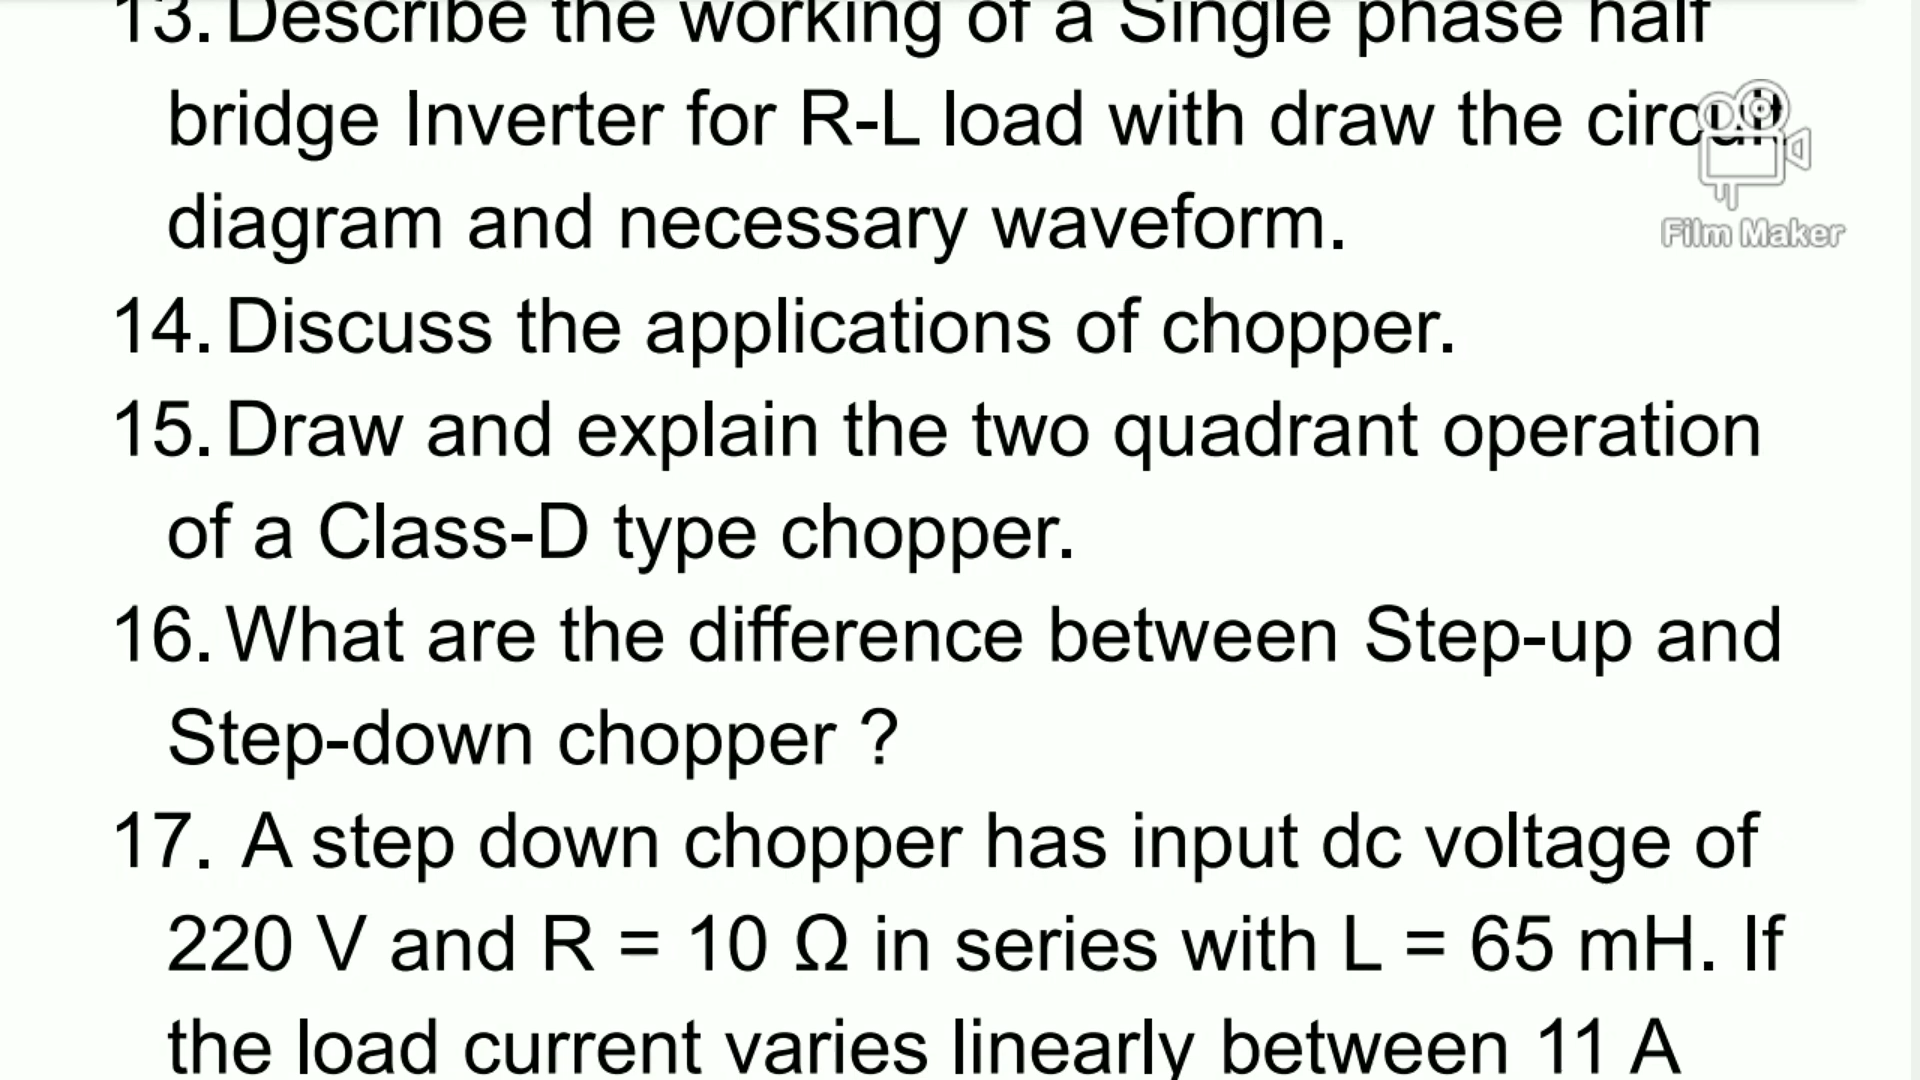 13. Describe the working of a Single phase half
bridge Inverter for R-L load with draw the circuit
diagram and necessary waveform.
Film Maker
14. Discuss the applications of chopper.
15. Draw and explain the two quadrant operation
of a Class-D type chopper.
16. What are the difference between Step-up and
Step-down chopper ?
17. A step down chopper has input dc voltage of
220 V and R = 10 Ω in series with L = 65 mH. If
the load current varies linearly between 11 A